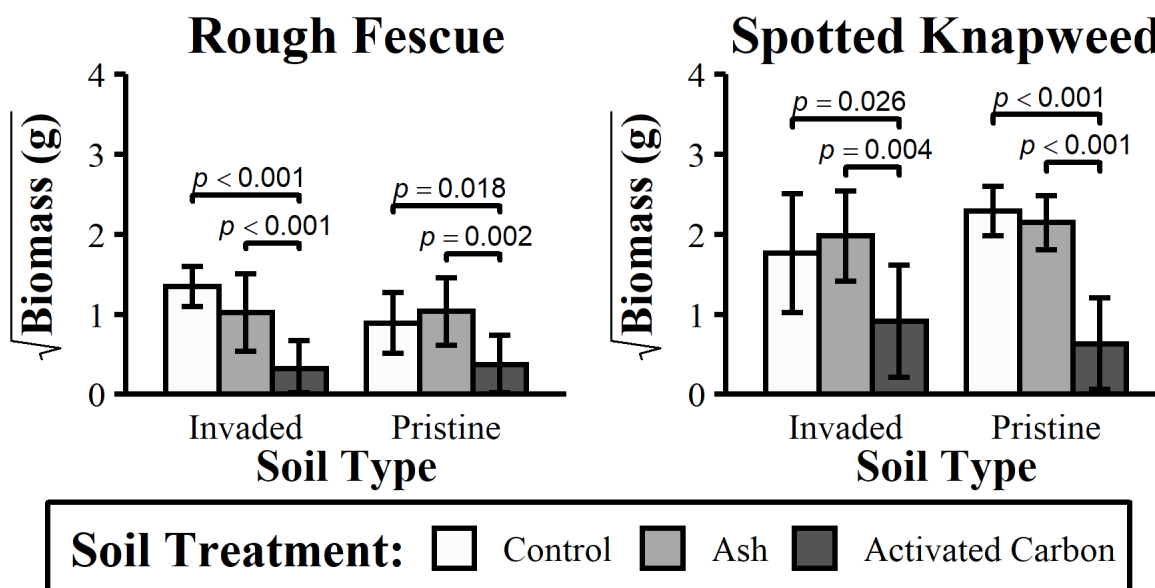 Rough Fescue
√Biomass (g)
4
3
2
1
0
p < 0.001
p < 0.001
p = 0.018
p = 0.002
Invaded
Pristine
Soil Type
Spotted Knapweed
√Biomass (g)
4
3
2
1
0
p = 0.026
p = 0.004
p < 0.001
p < 0.001
Invaded
Pristine
Soil Type
Soil Treatment: Control Ash Activated Carbon